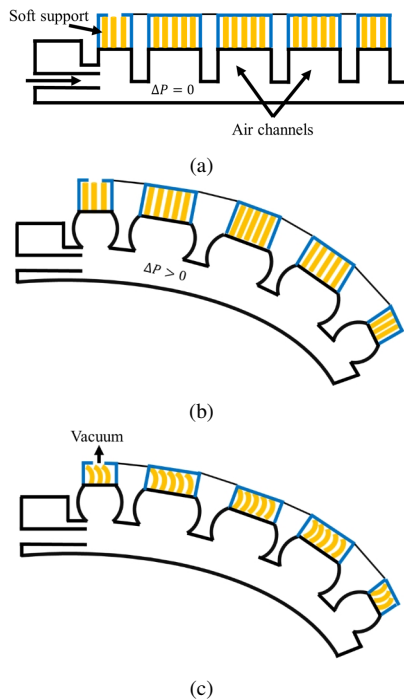 Soft support
ΔP = 0
Air channels
(a)
ΔP > 0
(b)
Vacuum
(c)